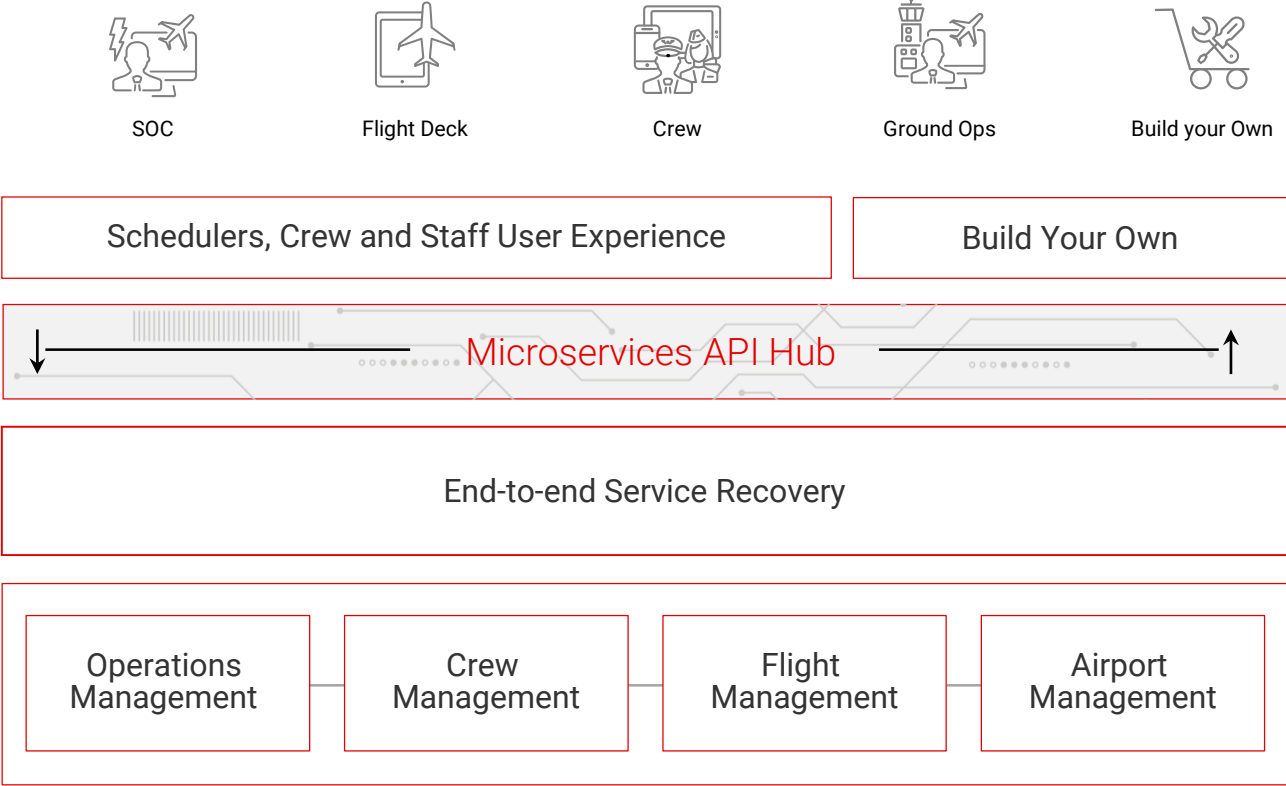 SOC
Flight Deck
Crew
Ground Ops
Build your Own
Schedulers, Crew and Staff User Experience
Build Your Own
Microservices API Hub
End-to-end Service Recovery
Operations
Management
Crew
Management
Flight
Management
Airport
Management